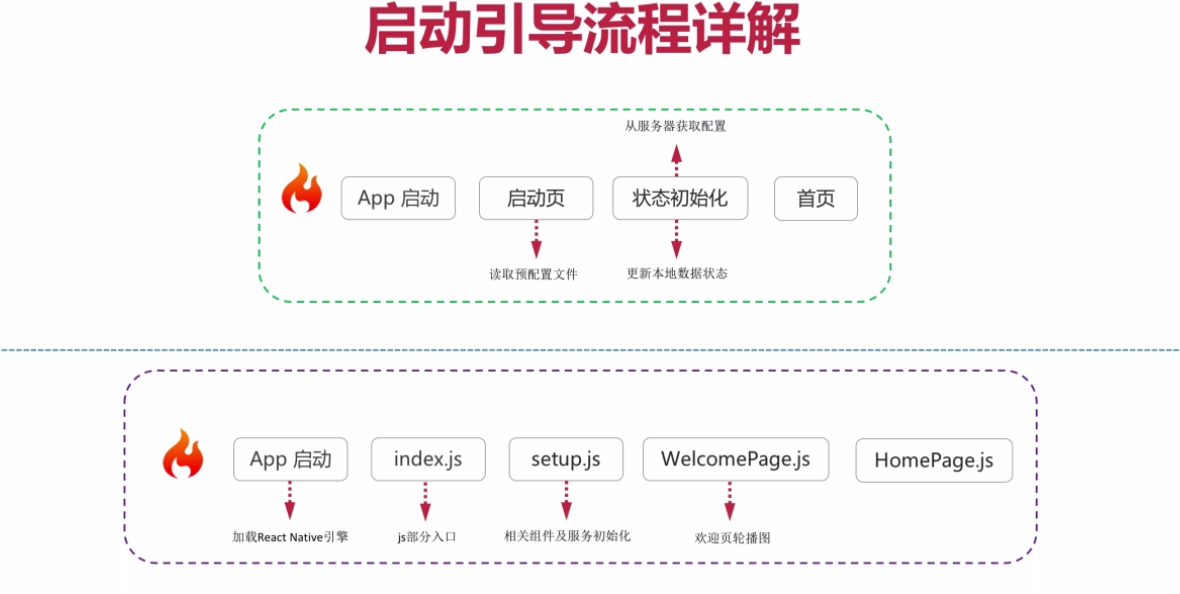 启动引导流程详解
从服务器获取配置
App 启动
启动页
状态初始化
首页
读取预配置文件
更新本地数据状态
App 启动
index.js
setup.js
WelcomePage.js
HomePage.js
加载React Native引擎
js部分入口
相关组件及服务初始化
欢迎页轮播图